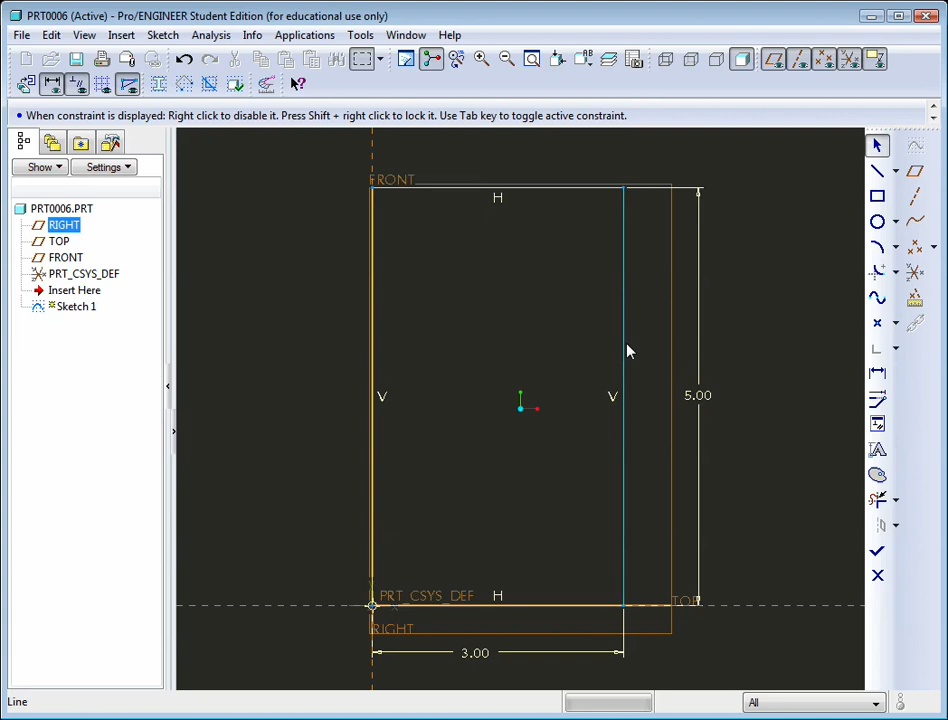 PRT0006 (Active) - Pro/ENGINEER Student Edition (for educational use only)
File Edit View Insert Sketch Analysis Info Applications Tools Window Help
• When constraint is displayed: Right click to disable it. Press Shift + right click to lock it. Use Tab key to toggle active constraint.
Show Settings
PRT0006.PRT
RIGHT
TOP
FRONT
PRT_CSYS_DEF
Insert Here
Sketch 1
FRONT
H
V V 5.00
PRT_CSYS_DEF H TOP
RIGHT
3.00
Line All